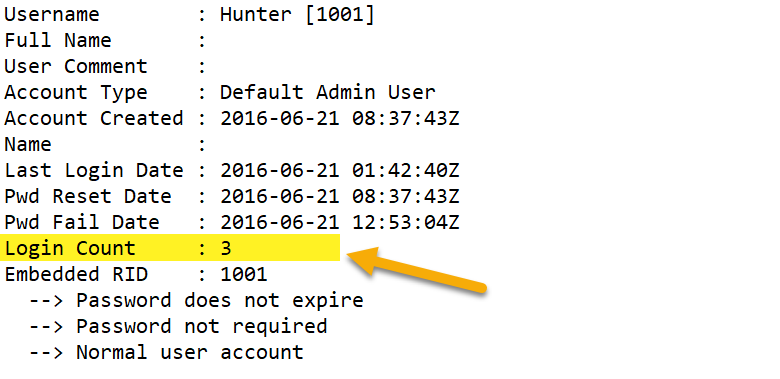 Username        : Hunter [1001]
Full Name       :
User Comment    :
Account Type    : Default Admin User
Account Created : 2016-06-21 08:37:43Z
Name            :
Last Login Date : 2016-06-21 01:42:40Z
Pwd Reset Date  : 2016-06-21 08:37:43Z
Pwd Fail Date   : 2016-06-21 12:53:04Z
Login Count     : 3
Embedded RID    : 1001
  --> Password does not expire
  --> Password not required
  --> Normal user account